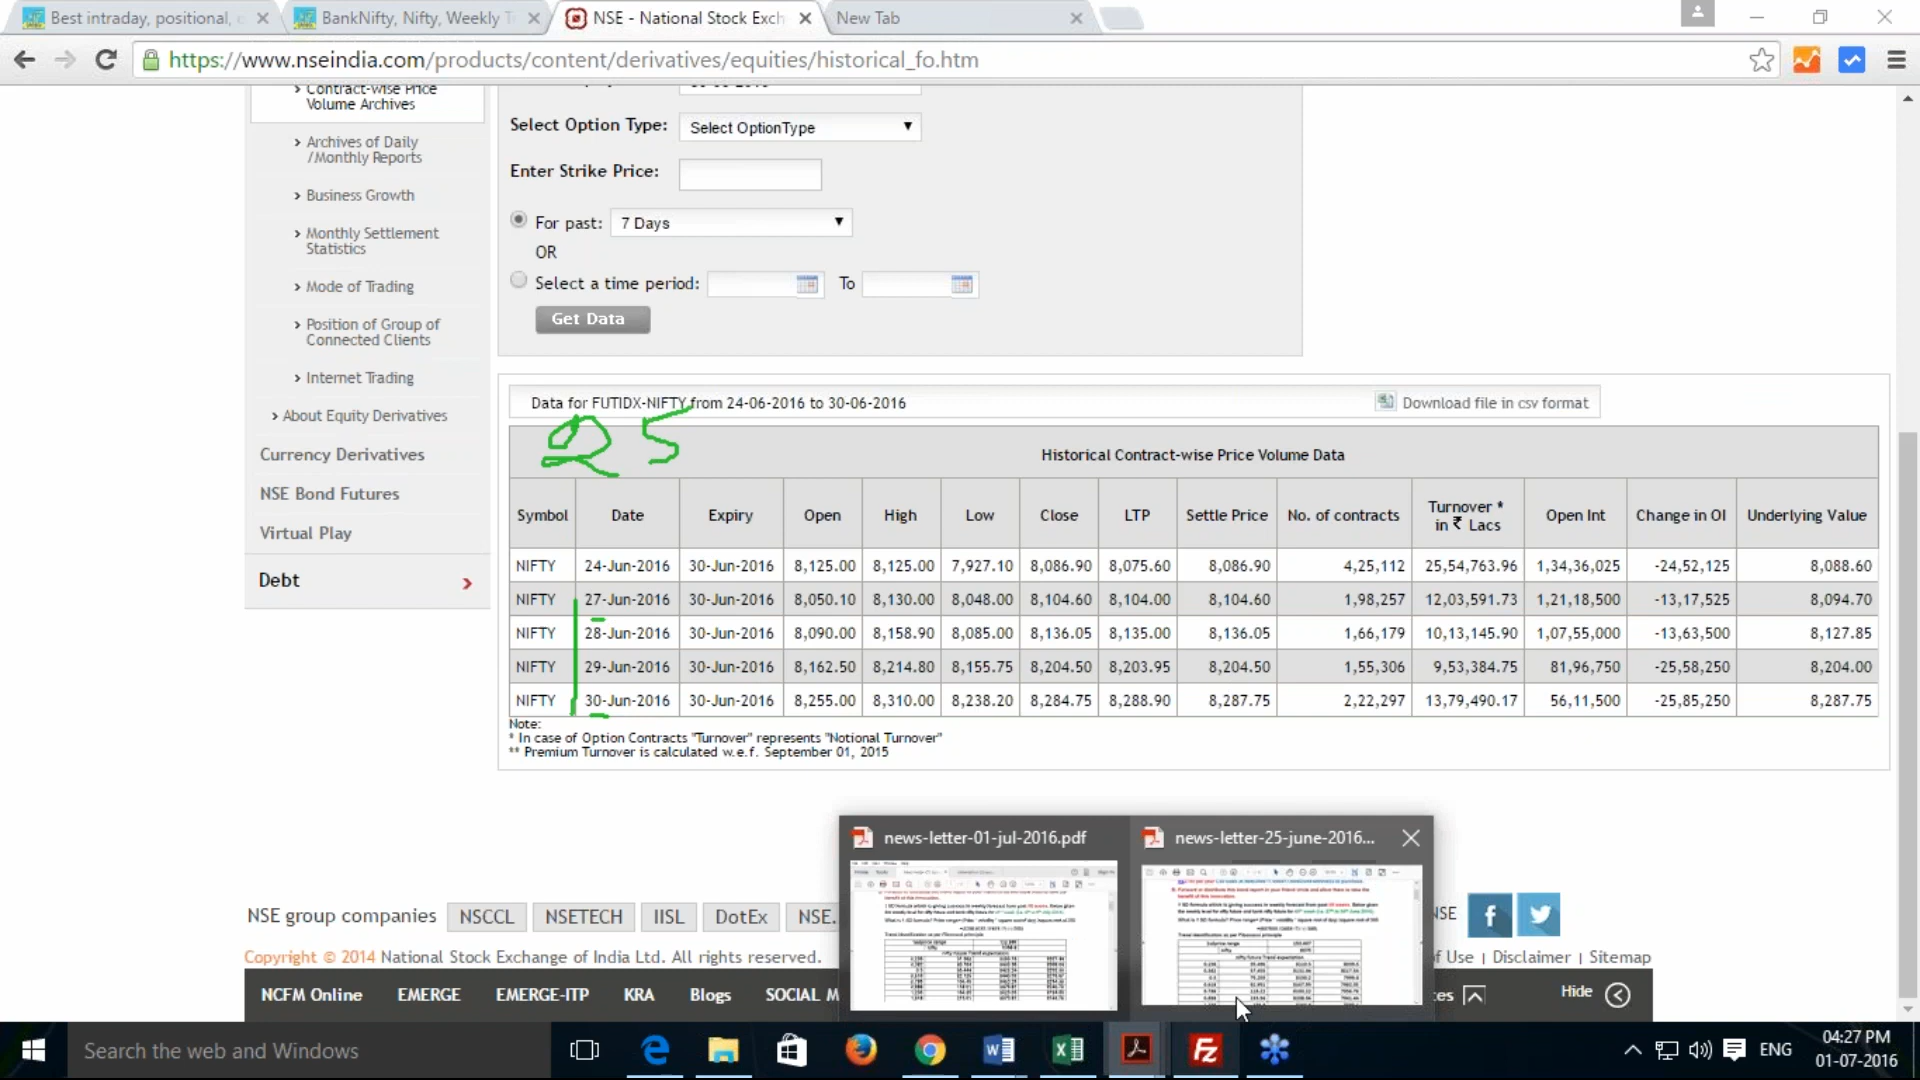 Best intraday, positional,
BankNifty, Nifty, Weekly T
NSE - National Stock Exch
New Tab
https://www.nseindia.com/products/content/derivatives/equities/historical_fo.htm
Contract-wise Price
Volume Archives
Archives of Daily
/Monthly Reports
Business Growth
Monthly Settlement
Statistics
Mode of Trading
Position of Group of
Connected Clients
Internet Trading
About Equity Derivatives
Currency Derivatives
NSE Bond Futures
Virtual Play
Debt
Select Option Type: Select OptionType
Enter Strike Price:
For past: 7 Days
OR
Select a time period: To
Get Data
Data for FUTIDX-NIFTY from 24-06-2016 to 30-06-2016
Download file in csv format
25
Historical Contract-wise Price Volume Data
Symbol Date Expiry Open High Low Close LTP Settle Price No. of contracts Turnover * in ₹ Lacs Open Int Change in OI Underlying Value
NIFTY 24-Jun-2016 30-Jun-2016 8,125.00 8,125.00 7,927.10 8,086.90 8,075.60 8,086.90 4,25,112 25,54,763.96 1,34,36,025 -24,52,125 8,088.60
NIFTY 27-Jun-2016 30-Jun-2016 8,050.10 8,130.00 8,048.00 8,104.60 8,104.00 8,104.60 1,98,257 12,03,591.73 1,21,18,500 -13,17,525 8,094.70
NIFTY 28-Jun-2016 30-Jun-2016 8,090.00 8,158.90 8,085.00 8,136.05 8,135.00 8,136.05 1,66,179 10,13,145.90 1,07,55,000 -13,63,500 8,127.85
NIFTY 29-Jun-2016 30-Jun-2016 8,162.50 8,214.80 8,155.75 8,204.50 8,203.95 8,204.50 1,55,306 9,53,384.75 81,96,750 -25,58,250 8,204.00
NIFTY 30-Jun-2016 30-Jun-2016 8,255.00 8,310.00 8,238.20 8,284.75 8,288.90 8,287.75 2,22,297 13,79,490.17 56,11,500 -25,85,250 8,287.75
Note:
* In case of Option Contracts "Turnover" represents "Notional Turnover"
** Premium Turnover is calculated w.e.f. September 01, 2015
news-letter-01-jul-2016.pdf
news-letter-25-june-2016...
NSE group companies NSCCL NSETECH IISL DotEx NSE.
NSE
Copyright © 2014 National Stock Exchange of India Ltd. All rights reserved.
f Use | Disclaimer | Sitemap
NCFM Online EMERGE EMERGE-ITP KRA Blogs SOCIAL M
ces
Hide
Search the web and Windows
ENG
04:27 PM
01-07-2016